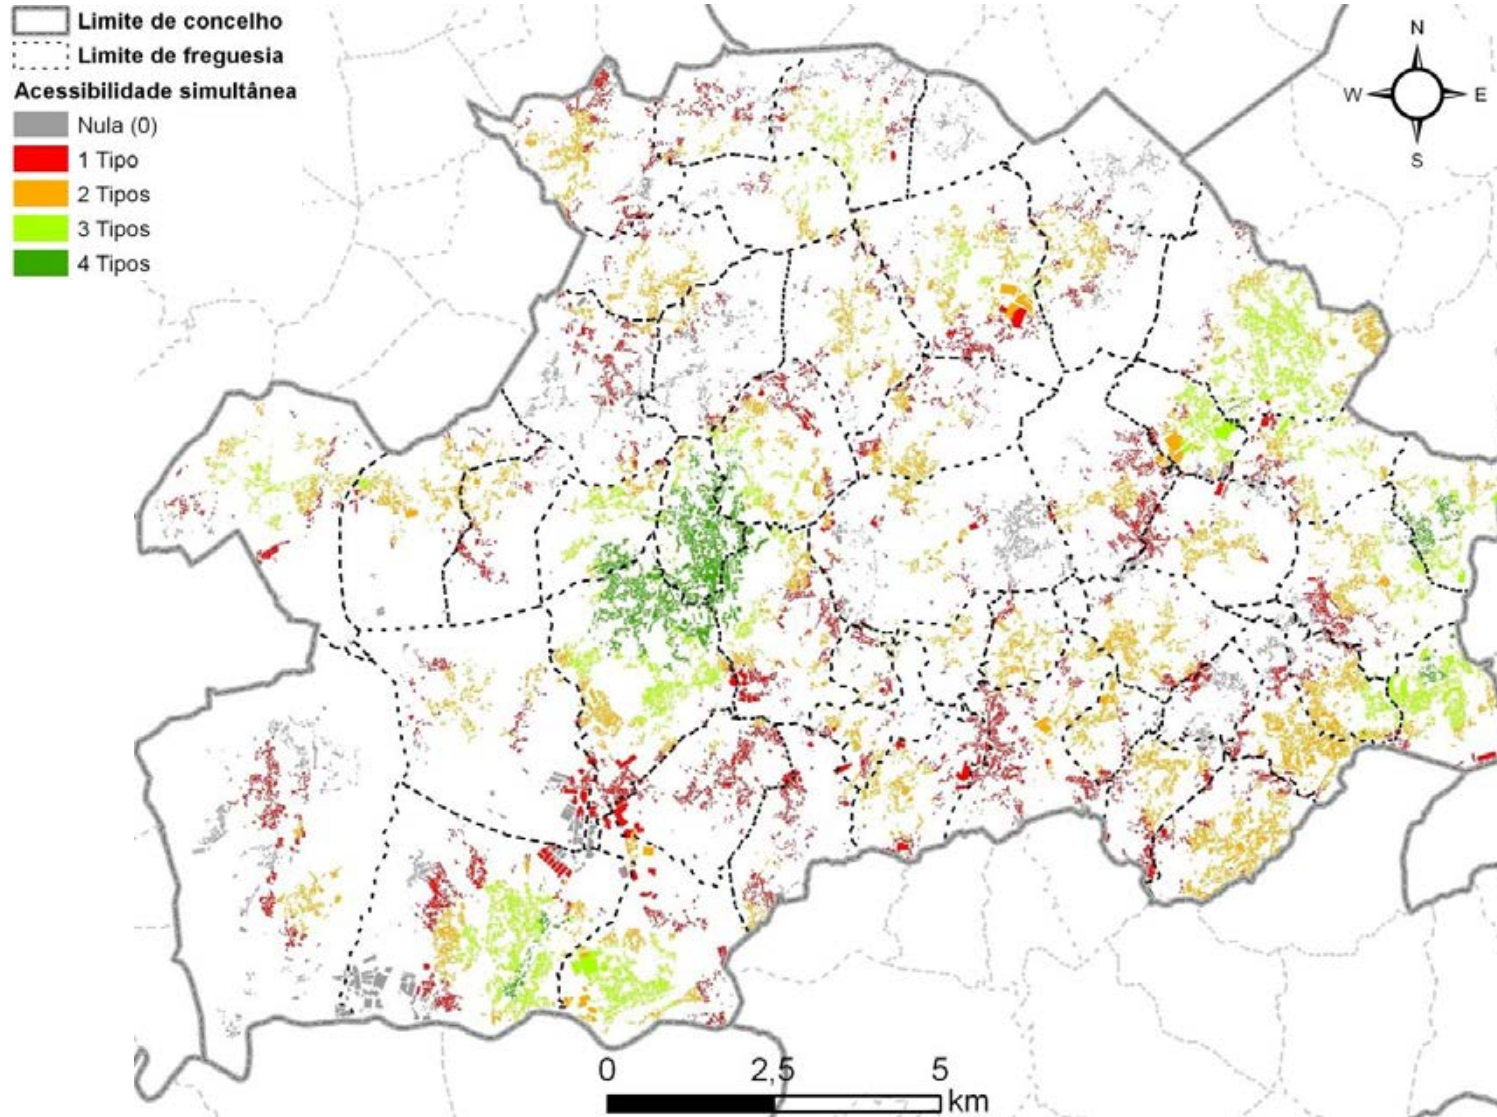 Limite de concelho
Limite de freguesia
Acessibilidade simultânea
Nula (0)
1 Tipo
2 Tipos
3 Tipos
4 Tipos
N
W E
S
0 2,5 5
km